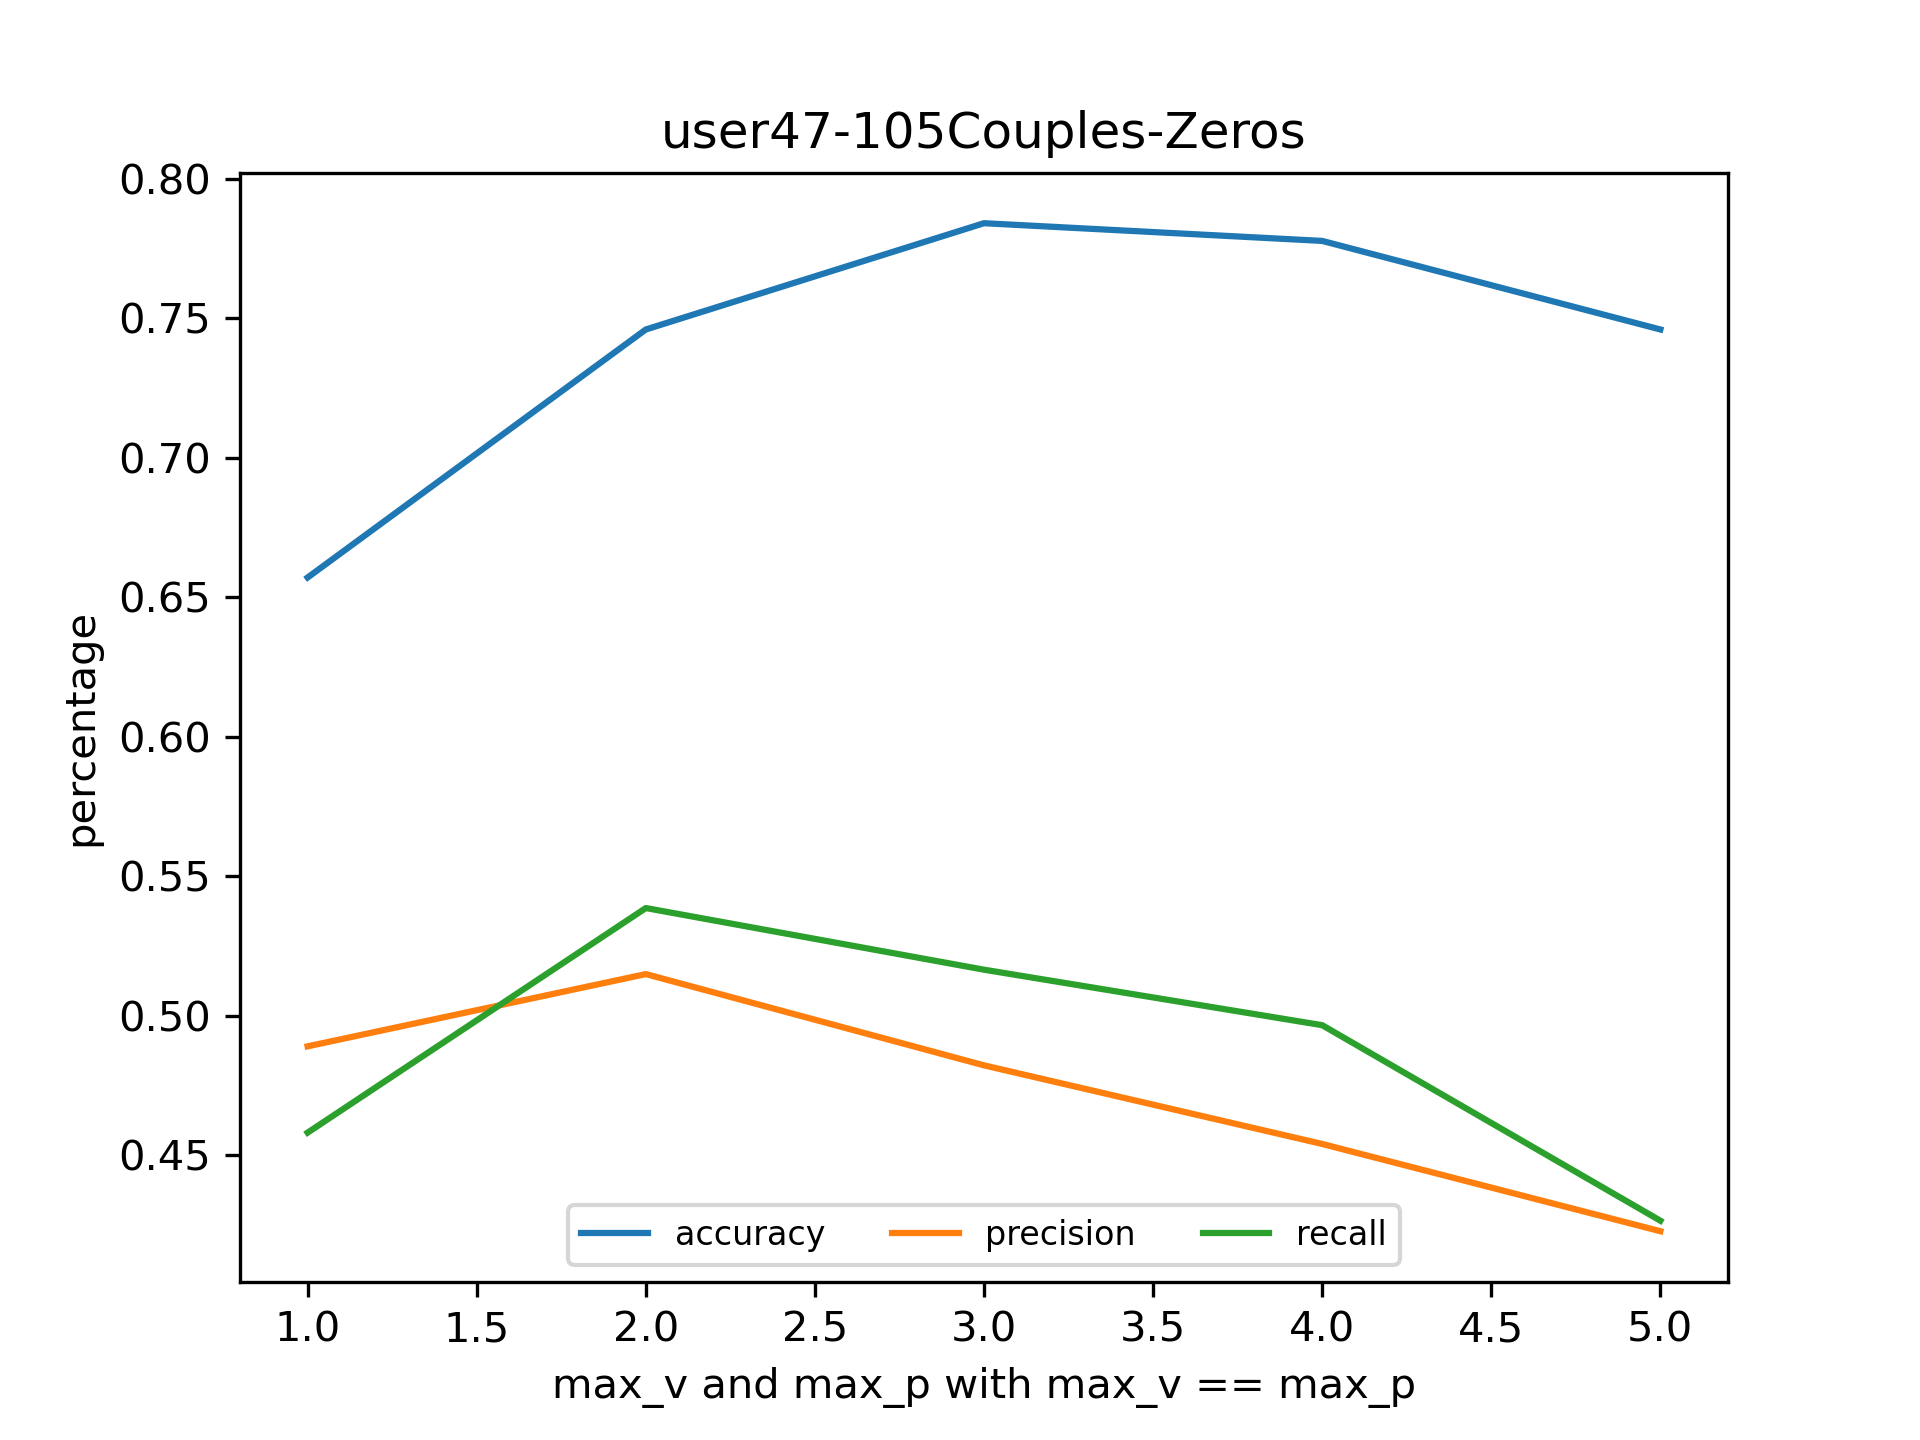 user47-105Couples-Zeros
0.80
0.75
0.70
0.65
0.60
0.55
0.50
0.45
percentage
accuracy precision recall
1.0 1.5 2.0 2.5 3.0 3.5 4.0 4.5 5.0
max_v and max_p with max_v == max_p